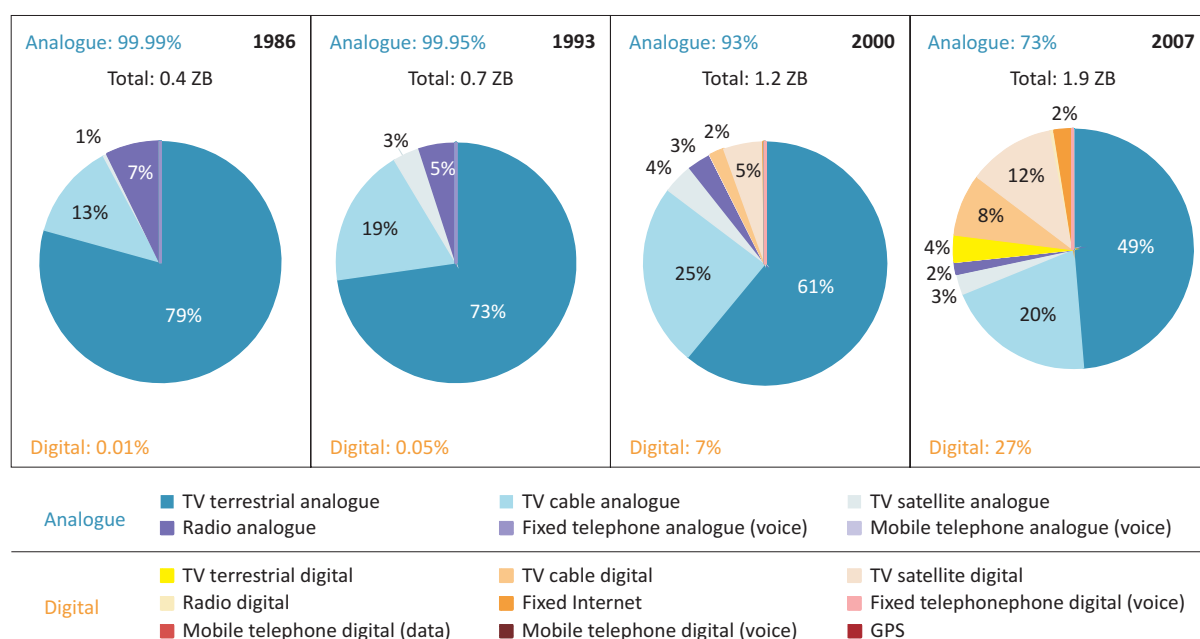 Analogue: 99.99% 1986
Total: 0.4 ZB
1%
7%
13%
79%
Digital: 0.01%
Analogue: 99.95% 1993
Total: 0.7 ZB
3%
5%
19%
73%
Digital: 0.05%
Analogue: 93% 2000
Total: 1.2 ZB
2%
3%
4%
5%
25%
61%
Digital: 7%
Analogue: 73% 2007
Total: 1.9 ZB
2%
12%
8%
4%
49%
2%
3%
20%
Digital: 27%
Analogue
TV terrestrial analogue TV cable analogue TV satellite analogue
Radio analogue Fixed telephone analogue (voice) Mobile telephone analogue (voice)
Digital
TV terrestrial digital TV cable digital TV satellite digital
Radio digital Fixed Internet Fixed telephonephone digital (voice)
Mobile telephone digital (data) Mobile telephone digital (voice) GPS